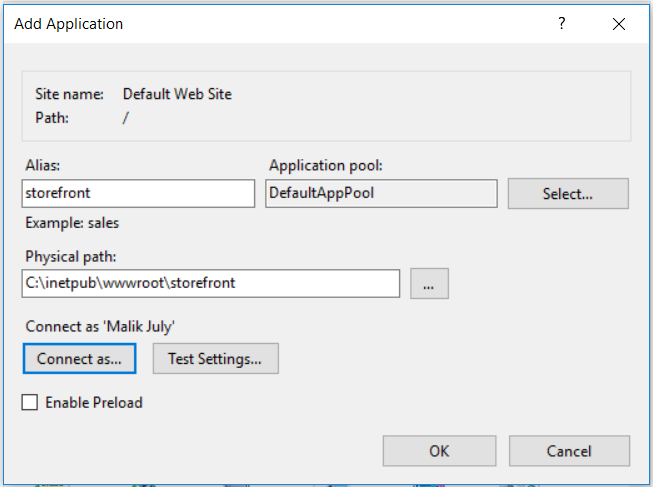 Add Application
?
Site name: Default Web Site
Path: /
Alias: Application pool:
storefront DefaultAppPool Select...
Example: sales
Physical path:
C:\inetpub\wwwroot\storefront ...
Connect as 'Malik July'
Connect as... Test Settings...
Enable Preload
OK Cancel